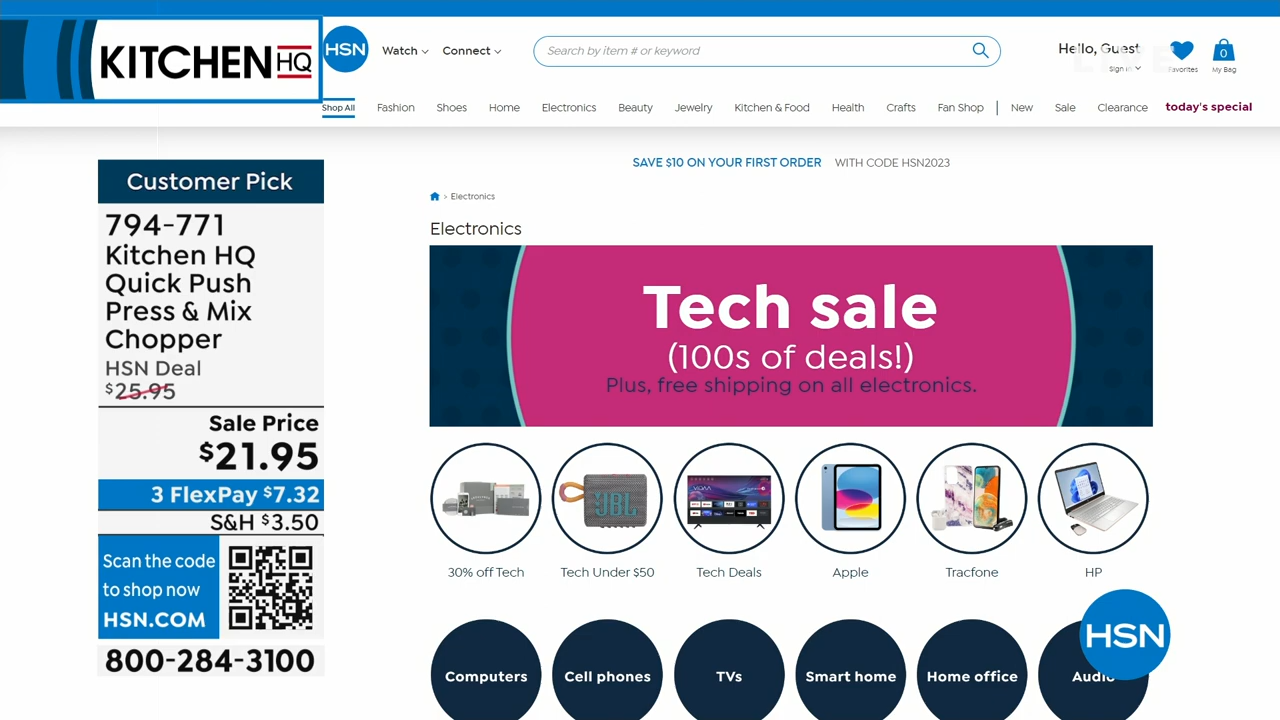 KITCHEN HQ
HSN
Watch
Connect
Search by item # or keyword
Hello, Guest
Sign in
LIVE
Favorites
0
My Bag
Shop All
Fashion
Shoes
Home
Electronics
Beauty
Jewelry
Kitchen & Food
Health
Crafts
Fan Shop
New
Sale
Clearance
today's special
Customer Pick
794-771
Kitchen HQ
Quick Push
Press & Mix
Chopper
HSN Deal
$25.95
Sale Price
$21.95
3 FlexPay $7.32
S&H $3.50
Scan the code
to shop now
HSN.COM
800-284-3100
SAVE $10 ON YOUR FIRST ORDER WITH CODE HSN2023
> Electronics
Electronics
Tech sale
(100s of deals!)
Plus, free shipping on all electronics.
JBL
30% off Tech
Tech Under $50
Tech Deals
Apple
Tracfone
HP
Computers
Cell phones
TVs
Smart home
Home office
Audio
HSN